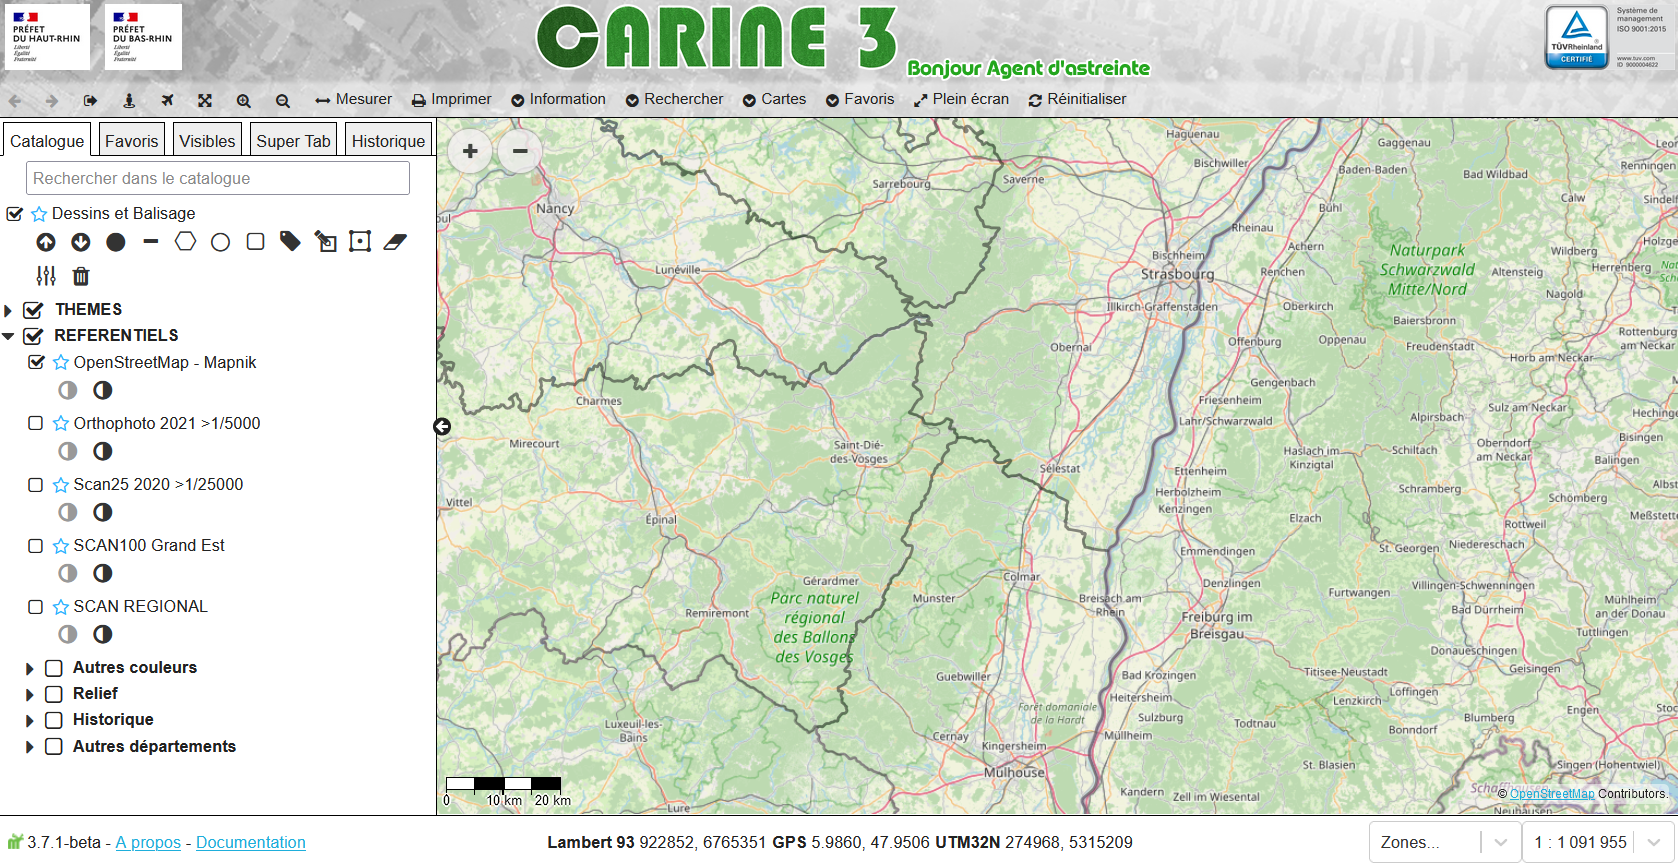 PRÉFET
DU HAUT-RHIN
Liberté
Égalité
Fraternité
PRÉFET
DU BAS-RHIN
Liberté
Égalité
Fraternité
CARINE 3
Bonjour Agent d'astreinte
TÜVRheinland
CERTIFIÉ
Système de
management
ISO 9001:2015
www.tuv.com
ID 9000004622
Mesurer Imprimer Information Rechercher Cartes Favoris Plein écran Réinitialiser
Catalogue Favoris Visibles Super Tab Historique
Rechercher dans le catalogue
Dessins et Balisage
THEMES
REFERENTIELS
OpenStreetMap - Mapnik
Orthophoto 2021 >1/5000
Scan25 2020 >1/25000
SCAN100 Grand Est
SCAN REGIONAL
Autres couleurs
Relief
Historique
Autres départements
+ −
Haguenau
Gaggenau
Bischwiller
Baden-Baden
Bad Wildbad
Renningen
Saverne
Sarrebourg
Calw
Nancy
Bühl
Rheinau
Achern
Naturpark
Schwarzwald
Mitte/Nord
Wildberg
Herrenberg
Bischheim
Strasbourg
Renchen
Altensteig
Lunéville
Nagold
Illkirch-Graffenstaden
Oberkirch
Baiersbronn
Obernai
Offenburg
Oppenau
Freudenstadt
Rottenburg
am Neckar
Horb am Neckar
Gengenbach
Charmes
Friesenheim
Lahr/Schwarzwald
Alpirsbach
Sulz am Neckar
Mirecourt
Saint-Dié-
des-Vosges
Haslach im
Kinzigtal
Schiltach
Oberndorf
am Neckar
Bisingen
Balingen
Sélestat
Ettenheim
Herbolzheim
Kenzingen
Schramberg
Schömberg
Vittel
Épinal
Elzach
Rottweil
Emmendingen
St. Georgen
Niedereschach
Gérardmer
Colmar
Denzlingen
Villingen-Schwenningen
Parc naturel
régional
des Ballons
des Vosges
Munster
Breisach am
Rhein
Furtwangen
Mühlheim
an der Donau
Remiremont
Freiburg im
Breisgau
Bad Dürrheim
Tuttlingen
Donaueschingen
Guebwiller
Bad Krozingen
Titisee-Neustadt
Geisingen
Heitersheim
Löffingen
Forêt domaniale
de la Hardt
Sulzburg
Lenzkirch
Engen
Luxeuil-les-
Bains
Cernay
Kingersheim
Müllheim
Todtnau
Blumberg
Bonndorf
Mulhouse
St. Blasien
Singen (Hohentwiel)
Kandern
Zell im Wiesental
Lure
Neuhausen
0 10 km 20 km
© OpenStreetMap Contributors.
3.7.1-beta - A propos - Documentation
Lambert 93 922852, 6765351 GPS 5.9860, 47.9506 UTM32N 274968, 5315209
Zones...
1 : 1 091 955